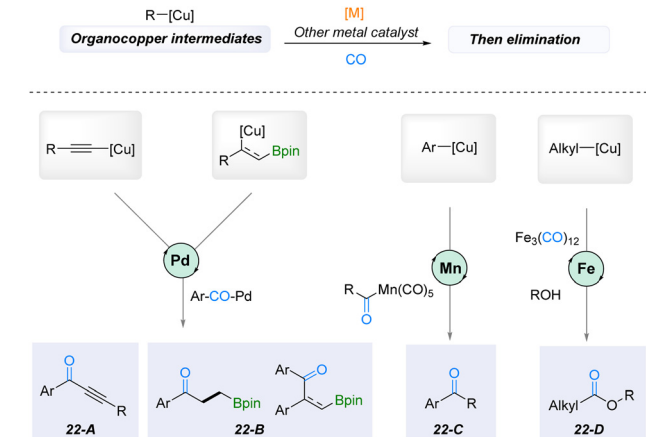 R—[Cu]
[M]
Organocopper intermediates
Other metal catalyst
Then elimination
CO
R
[Cu]
[Cu]
R
Bpin
Ar—[Cu]
Alkyl—[Cu]
Pd
Ar-CO-Pd
R
Mn(CO)5
O
Mn
Fe3(CO)12
Fe
ROH
O
Ar
R
22-A
O
Ar
Bpin
Ar
O
Ar
Bpin
22-B
O
Ar
R
22-C
O
Alkyl
O
R
22-D